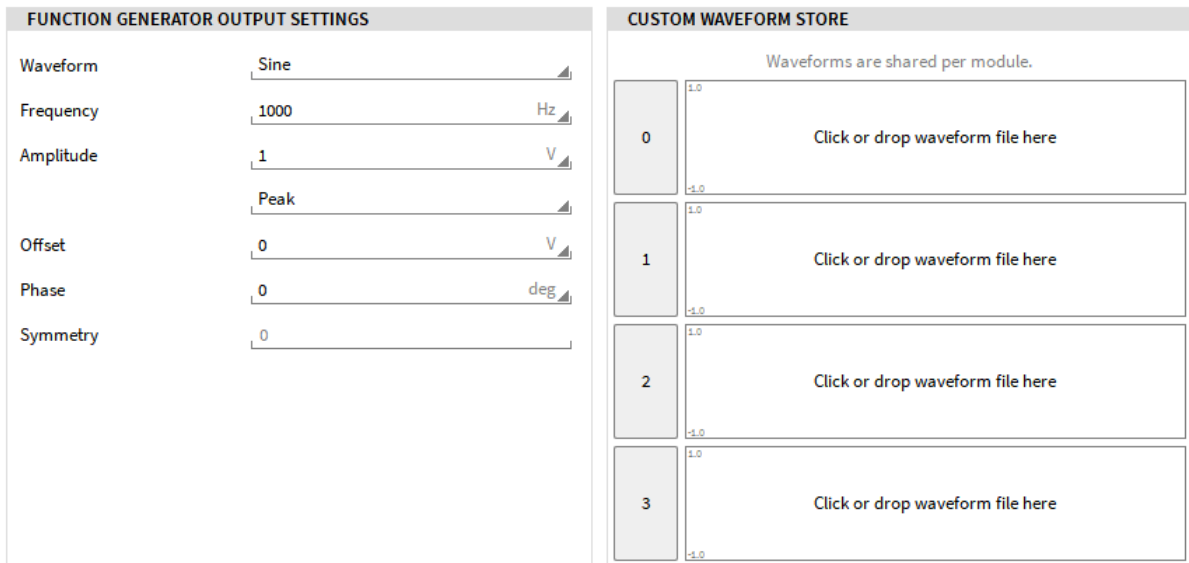 FUNCTION GENERATOR OUTPUT SETTINGS
Waveform Sine
Frequency 1000 Hz
Amplitude 1 V
Peak
Offset 0 V
Phase 0 deg
Symmetry 0
CUSTOM WAVEFORM STORE
Waveforms are shared per module.
1.0
0 Click or drop waveform file here
-1.0
1.0
1 Click or drop waveform file here
-1.0
1.0
2 Click or drop waveform file here
-1.0
1.0
3 Click or drop waveform file here
-1.0